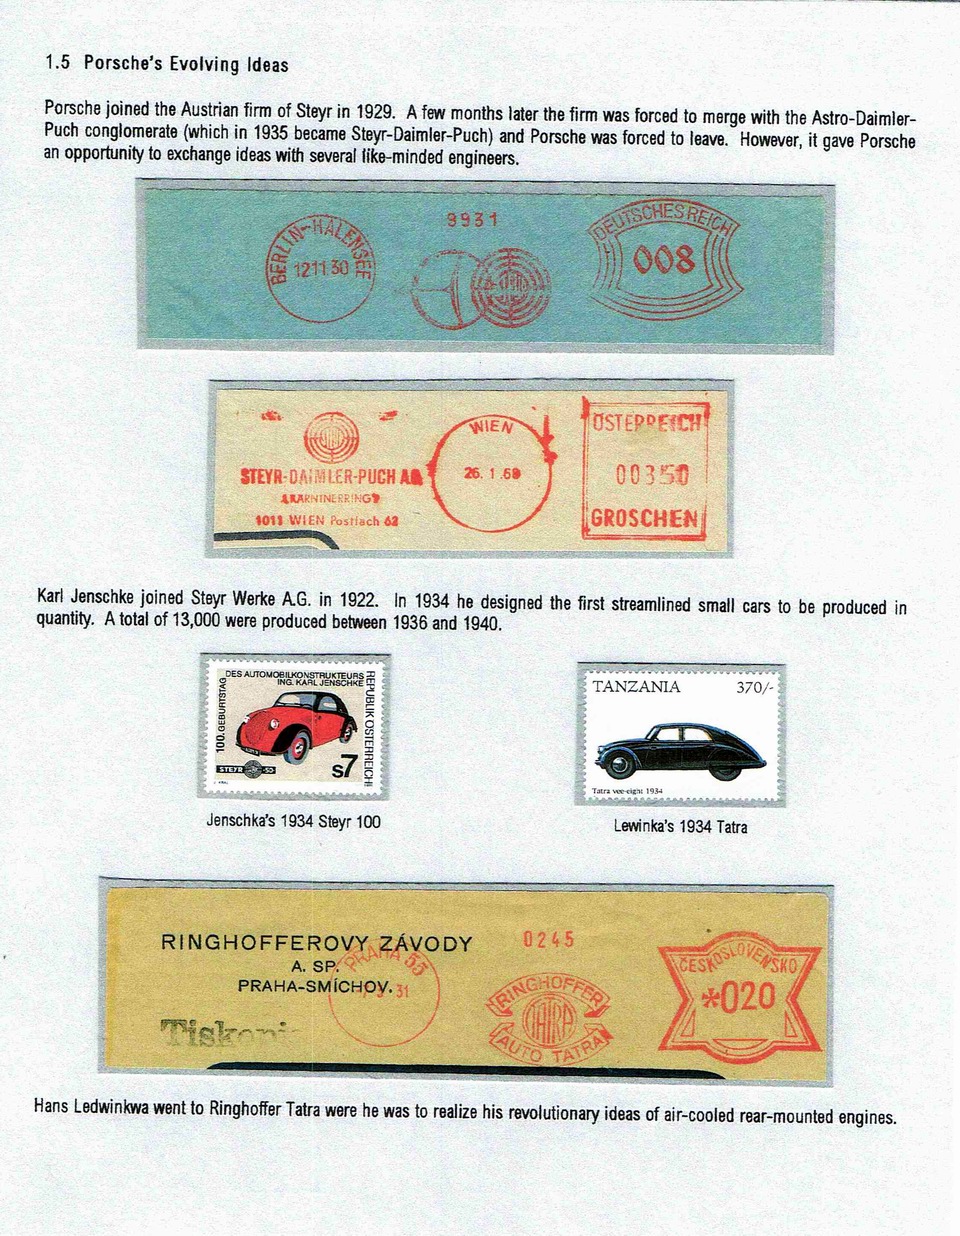 1.5 Porsche's Evolving Ideas
Porsche joined the Austrian firm of Steyr in 1929. A few months later the firm was forced to merge with the Astro-Daimler-
Puch conglomerate (which in 1935 became Steyr-Daimler-Puch) and Porsche was forced to leave. However, it gave Porsche
an opportunity to exchange ideas with several like-minded engineers.
9931
BERLIN-HALENSEE
12.11.30
DEUTSCHES REICH
008
STEYR-DAIMLER-PUCH AG
KÄRNTNERRING 7
1011 WIEN Postfach 62
WIEN
26. 1.69
ÖSTERREICH
00350
GROSCHEN
Karl Jenschke joined Steyr Werke A.G. in 1922. In 1934 he designed the first streamlined small cars to be produced in
quantity. A total of 13,000 were produced between 1936 and 1940.
100. GEBURTSTAG
DES AUTOMOBILKONSTRUKTEURS
ING. KARL JENSCHKE
REPUBLIK ÖSTERREICH
STEYR -50
s7
TANZANIA 370/-
Tatra vee-eight 1934
Jenschka's 1934 Steyr 100
Lewinka's 1934 Tatra
RINGHOFFEROVY ZÁVODY
A. SP.
PRAHA-SMÍCHOV.
PRAHA 55
31
Tiskopis
0245
RINGHOFFER
TATRA
AUTO TATRA
ČESKOSLOVENSKO
*020
Hans Ledwinkwa went to Ringhoffer Tatra were he was to realize his revolutionary ideas of air-cooled rear-mounted engines.